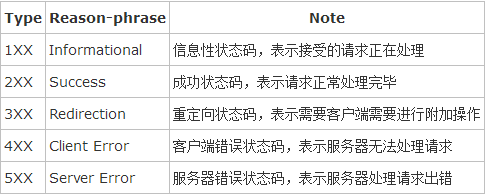 Type Reason-phrase Note
1XX Informational 信息性状态码，表示接受的请求正在处理
2XX Success 成功状态码，表示请求正常处理完毕
3XX Redirection 重定向状态码，表示需要客户端需要进行附加操作
4XX Client Error 客户端错误状态码，表示服务器无法处理请求
5XX Server Error 服务器错误状态码，表示服务器处理请求出错